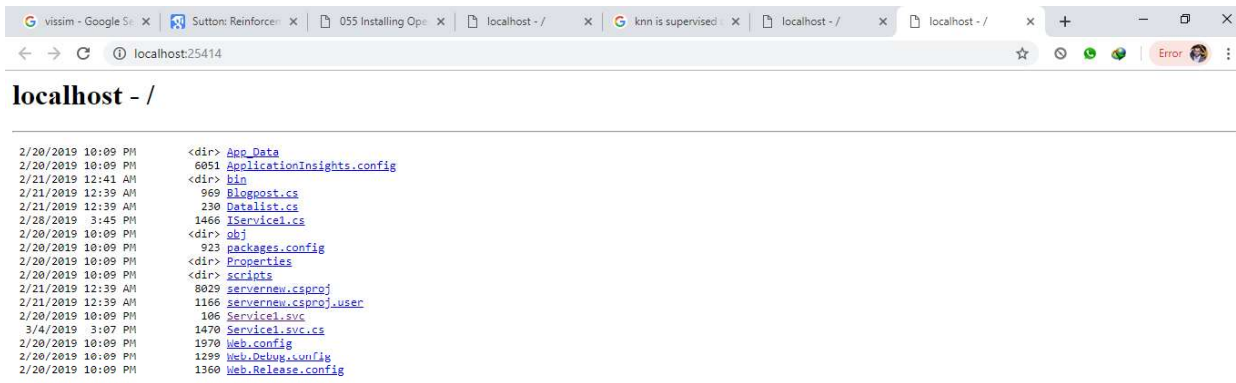 vissim - Google Se
Sutton: Reinforcem
055 Installing Ope
localhost - /
knn is supervised
localhost - /
localhost - /
localhost:25414
Error
localhost - /
2/20/2019 10:09 PM <dir> App_Data
2/20/2019 10:09 PM 6051 ApplicationInsights.config
2/21/2019 12:41 AM <dir> bin
2/21/2019 12:39 AM 969 Blogpost.cs
2/21/2019 12:39 AM 230 Datalist.cs
2/28/2019 3:45 PM 1466 IService1.cs
2/20/2019 10:09 PM <dir> obj
2/20/2019 10:09 PM 923 packages.config
2/20/2019 10:09 PM <dir> Properties
2/20/2019 10:09 PM <dir> scripts
2/21/2019 12:39 AM 8029 servernew.csproj
2/21/2019 12:39 AM 1166 servernew.csproj.user
2/20/2019 10:09 PM 106 Service1.svc
3/4/2019 3:07 PM 1470 Service1.svc.cs
2/20/2019 10:09 PM 1970 Web.config
2/20/2019 10:09 PM 1299 Web.Debug.config
2/20/2019 10:09 PM 1360 Web.Release.config